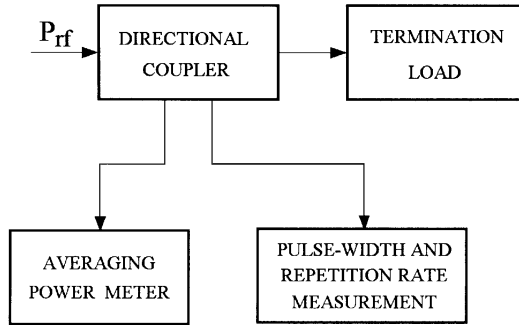 P_rf
DIRECTIONAL
COUPLER
TERMINATION
LOAD
AVERAGING
POWER METER
PULSE-WIDTH AND
REPETITION RATE
MEASUREMENT